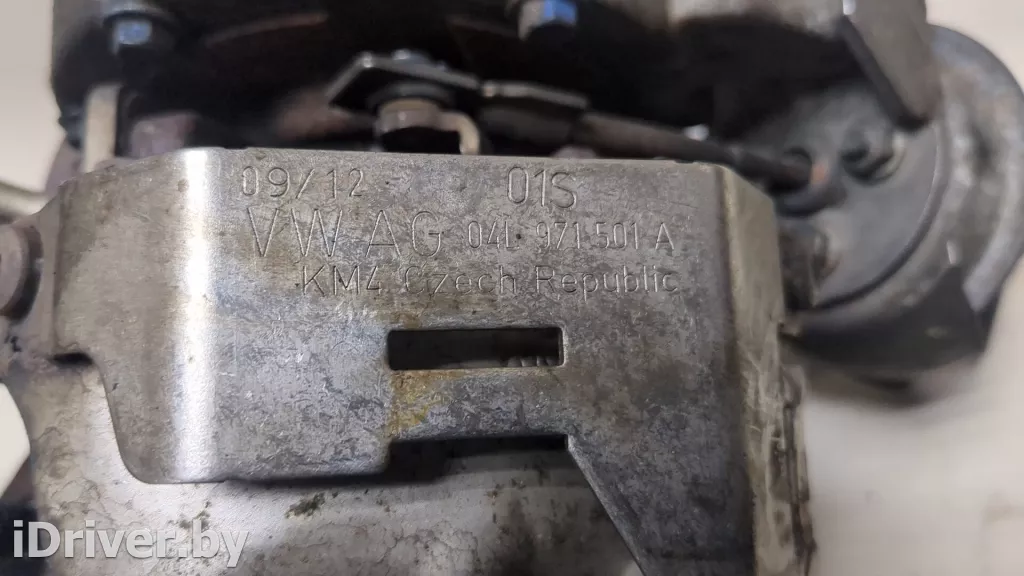 09/12 01S
VW AG 04L 971 501 A
KM4 Czech Republic
iDriver.by